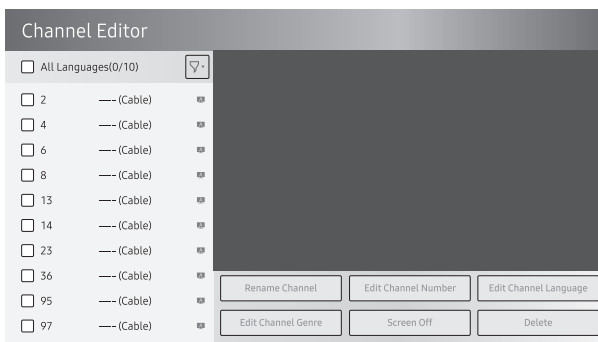 Channel Editor
All Languages(0/10)
2 —-- (Cable)
4 —-- (Cable)
6 —-- (Cable)
8 —-- (Cable)
13 —-- (Cable)
14 —-- (Cable)
23 —-- (Cable)
36 —-- (Cable)
95 —-- (Cable)
97 —-- (Cable)
Rename Channel Edit Channel Number Edit Channel Language
Edit Channel Genre Screen Off Delete